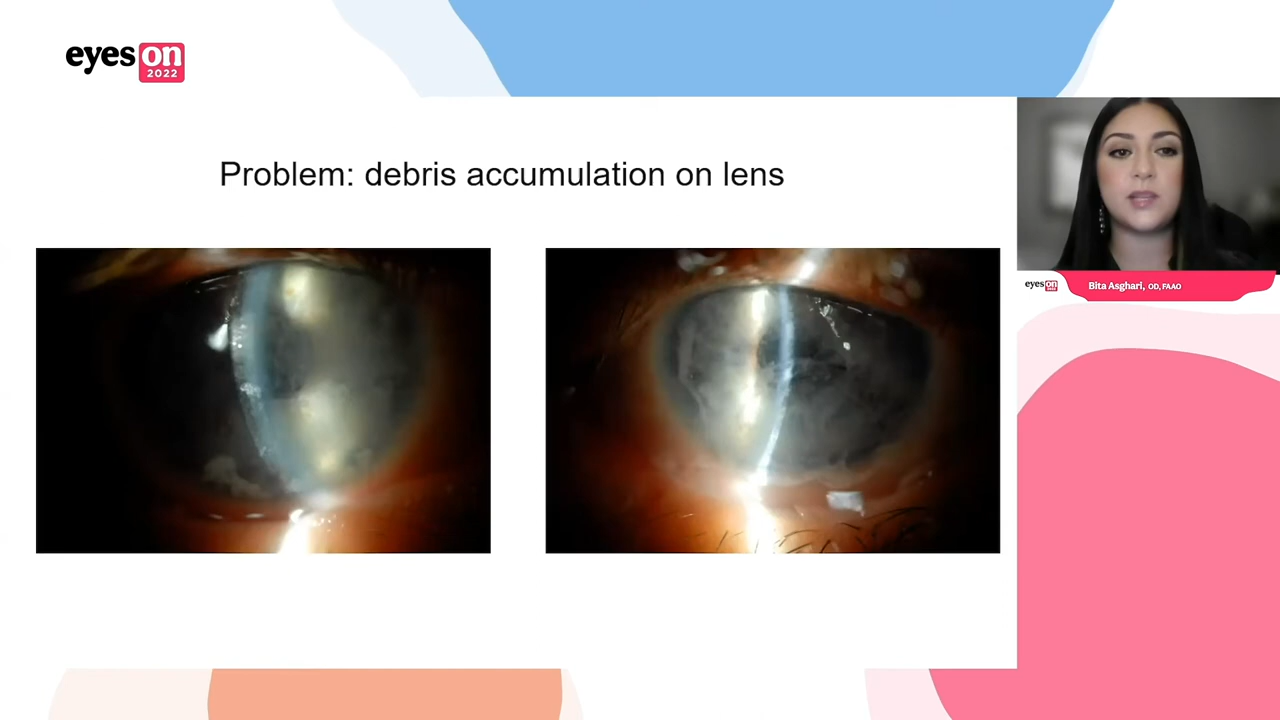 eyes on
2022
Problem: debris accumulation on lens
eyes on
Bita Asghari, OD, FAAO